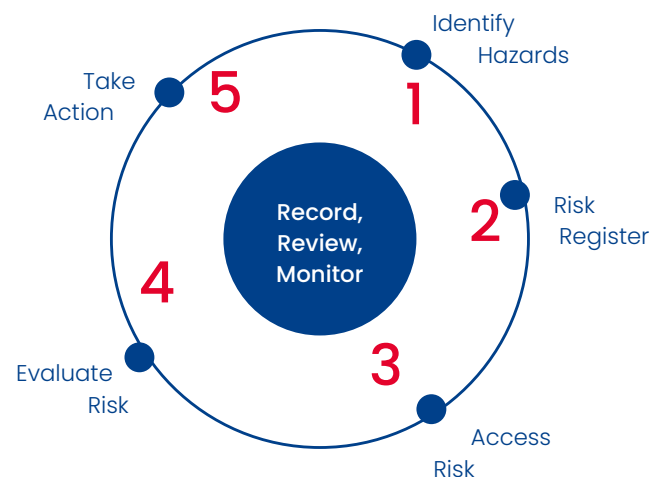 Identify
Hazards
1
2
Risk
Register
3
Access
Risk
4
Evaluate
Risk
5
Take
Action
Record,
Review,
Monitor